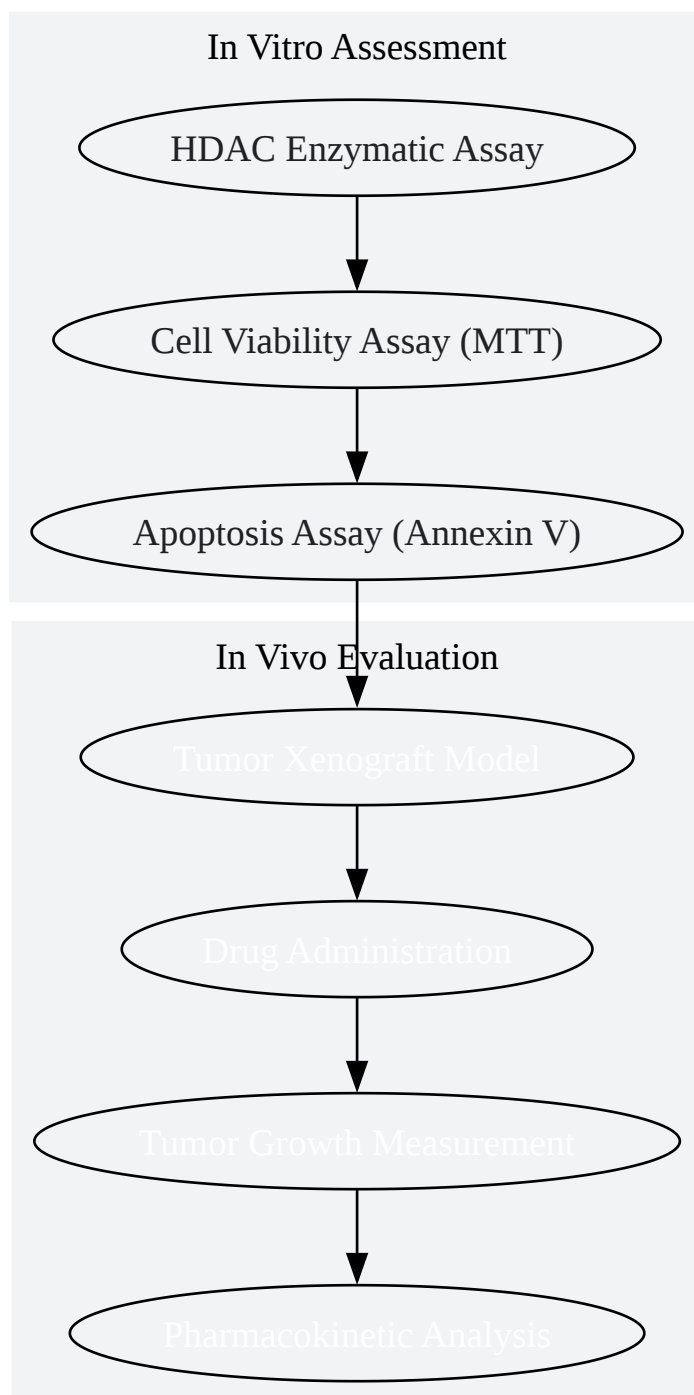 In Vitro Assessment
HDAC Enzymatic Assay
Cell Viability Assay (MTT)
Apoptosis Assay (Annexin V)
In Vivo Evaluation
Tumor Xenograft Model
Drug Administration
Tumor Growth Measurement
Pharmacokinetic Analysis